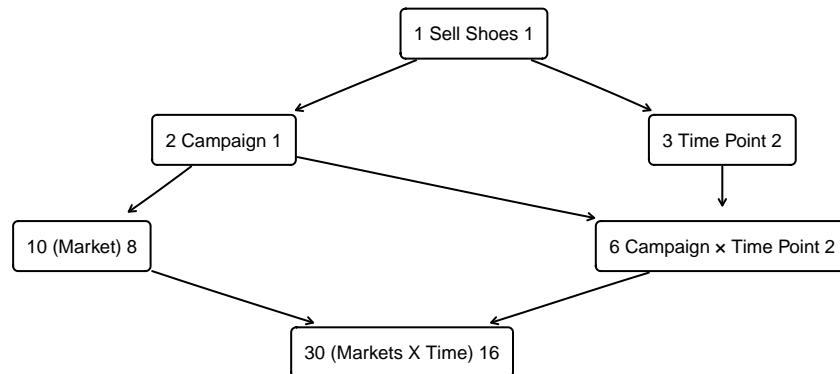 1 Sell Shoes 1
2 Campaign 1
3 Time Point 2
10 (Market) 8
6 Campaign × Time Point 2
30 (Markets X Time) 16